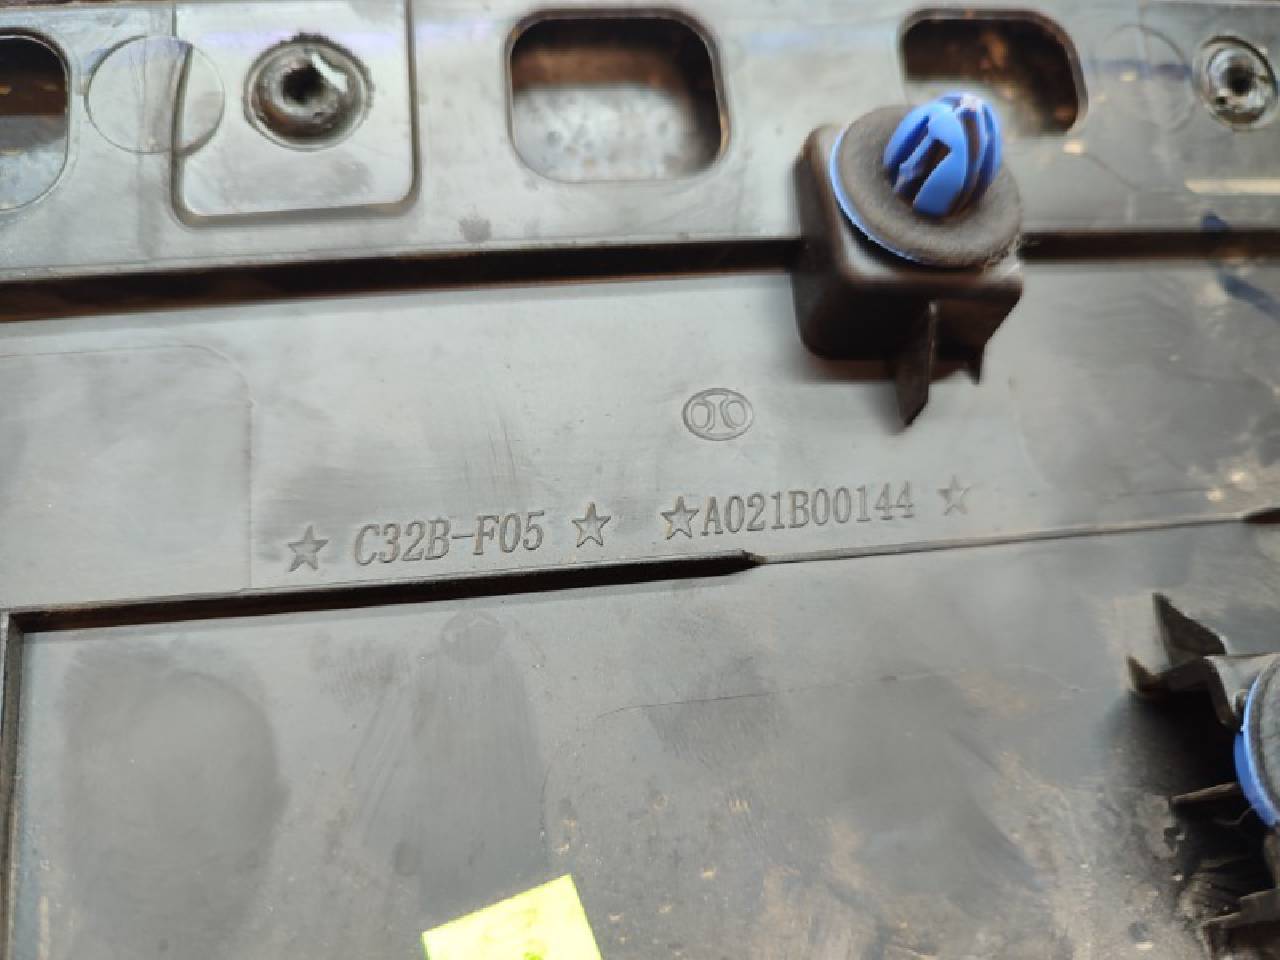 ☆ C32B-F05 ☆ ☆A021B00144 ☆